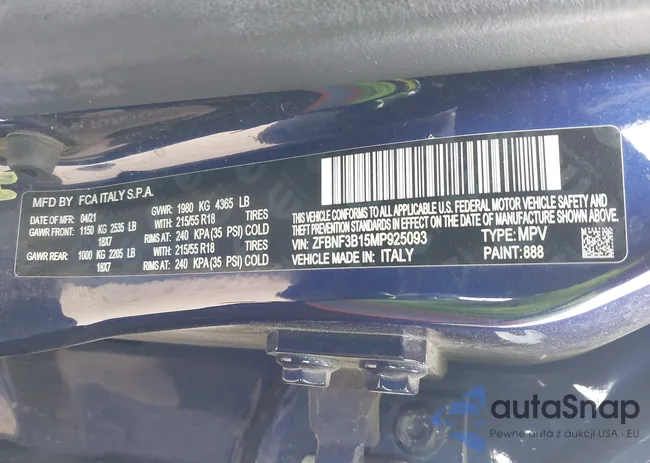 MFD BY FCA ITALY S.P.A.
DATE OF MFR: 04/21 GVWR: 1980 KG 4365 LB
GAWR FRONT: 1150 KG 2535 LB WITH: 215/55 R18 TIRES
18X7 RIMS AT: 240 KPA (35 PSI) COLD
GAWR REAR: 1000 KG 2205 LB WITH: 215/55 R18 TIRES
18X7 RIMS AT: 240 KPA (35 PSI) COLD
THIS VEHICLE CONFORMS TO ALL APPLICABLE U.S. FEDERAL MOTOR VEHICLE SAFETY AND
THEFT PREVENTION STANDARDS IN EFFECT ON THE DATE OF MANUFACTURE SHOWN ABOVE.
VIN: ZFBNF3B15MP925093 TYPE: MPV
VEHICLE MADE IN: ITALY PAINT: 888
autaSnap
Pewne auta z aukcji USA i EU